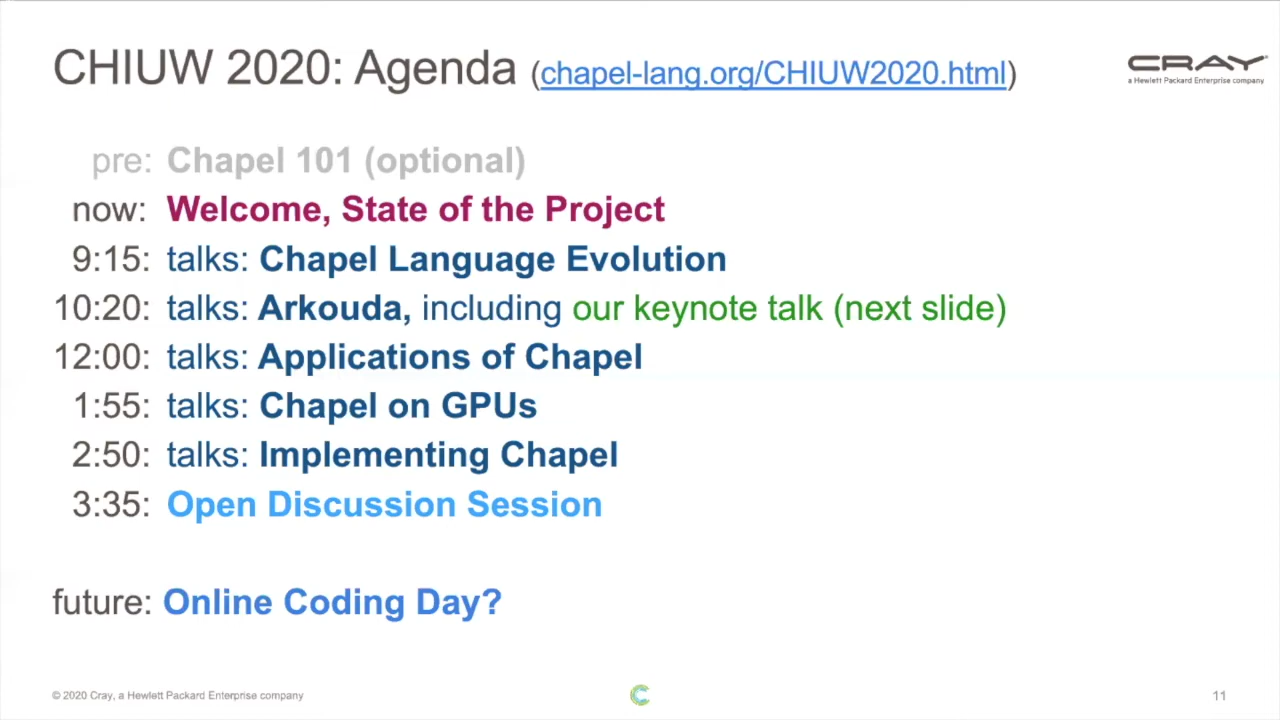 CHIUW 2020: Agenda (chapel-lang.org/CHIUW2020.html)
CRAY
a Hewlett Packard Enterprise company
pre: Chapel 101 (optional)
now: Welcome, State of the Project
9:15: talks: Chapel Language Evolution
10:20: talks: Arkouda, including our keynote talk (next slide)
12:00: talks: Applications of Chapel
1:55: talks: Chapel on GPUs
2:50: talks: Implementing Chapel
3:35: Open Discussion Session
future: Online Coding Day?
© 2020 Cray, a Hewlett Packard Enterprise company
11